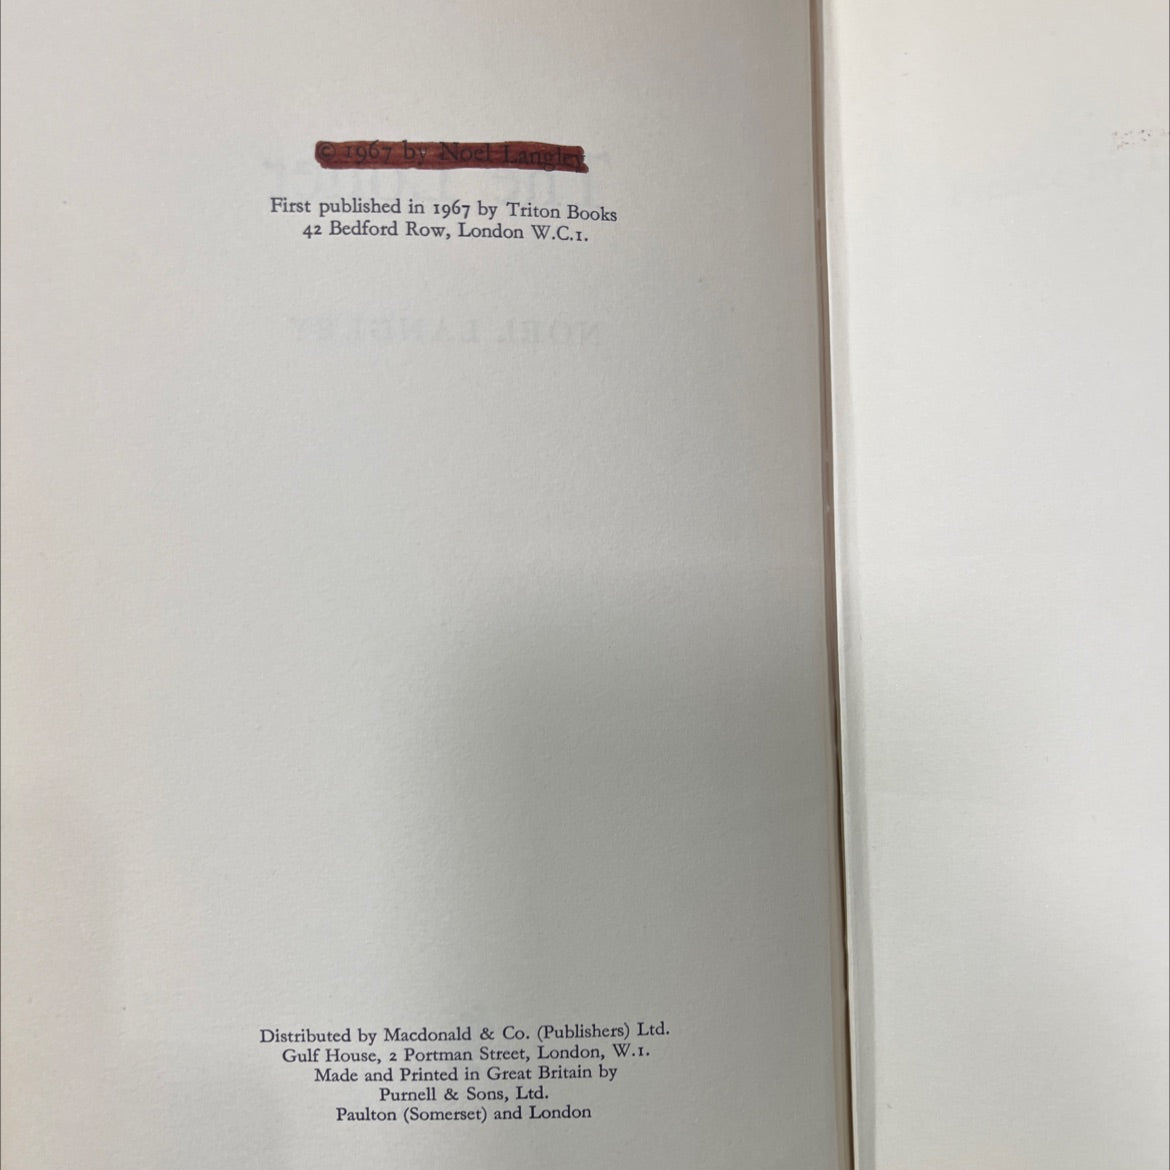 © 1967 by Noel Langley
First published in 1967 by Triton Books
42 Bedford Row, London W.C.1.
NOEL LANGLEY
Distributed by Macdonald & Co. (Publishers) Ltd.
Gulf House, 2 Portman Street, London, W.1.
Made and Printed in Great Britain by
Purnell & Sons, Ltd.
Paulton (Somerset) and London